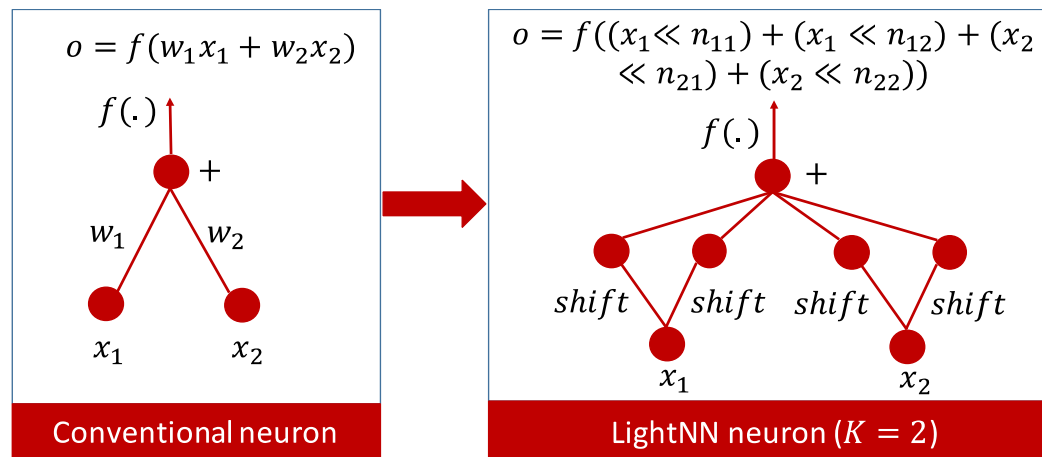 o = f(w₁x₁ + w₂x₂)
f(.)
+
w₁
w₂
x₁
x₂
Conventional neuron
o = f((x₁≪ n₁₁) + (x₁ ≪ n₁₂) + (x₂
≪ n₂₁) + (x₂ ≪ n₂₂))
f(.)
+
shift
shift
shift
shift
x₁
x₂
LightNN neuron (K = 2)